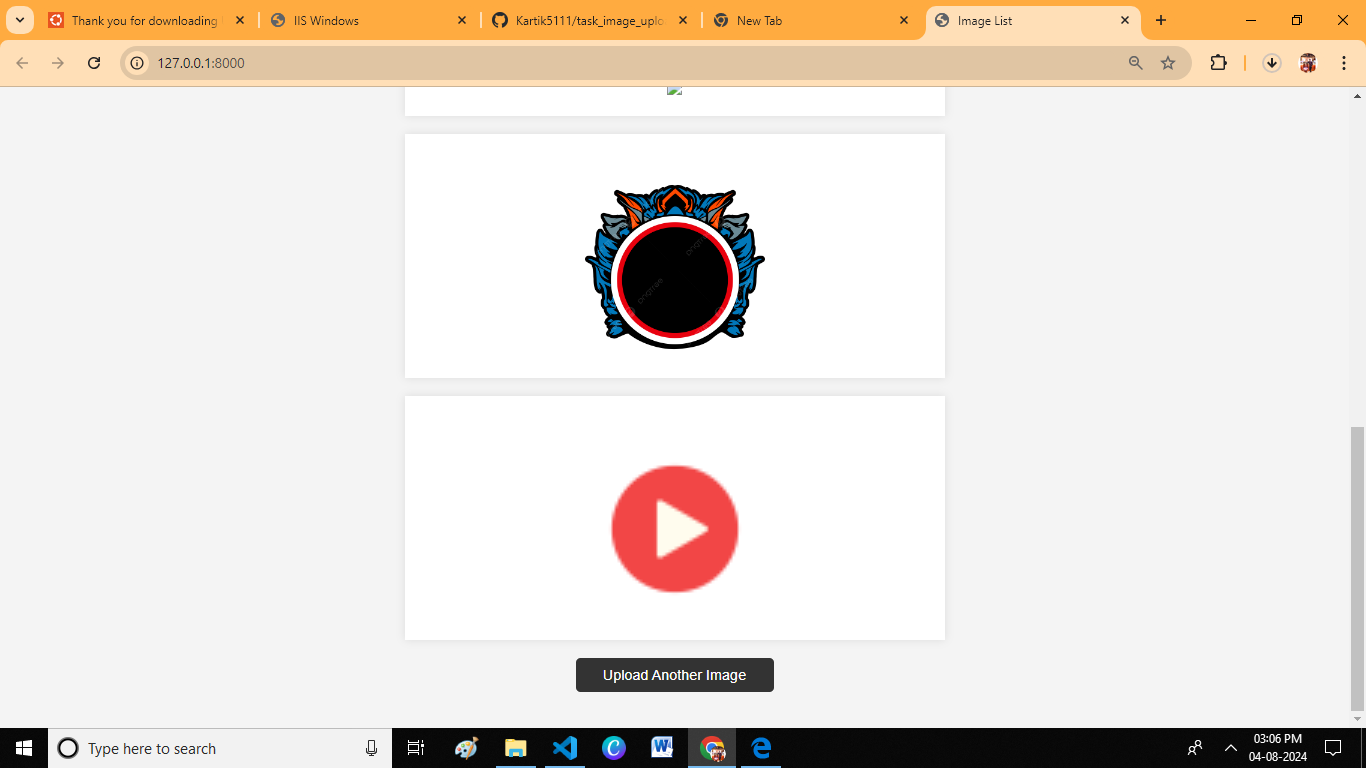 Thank you for downloading
IIS Windows
Kartik5111/task_image_uplo
New Tab
Image List
127.0.0.1:8000
Upload Another Image
Type here to search
03:06 PM
04-08-2024